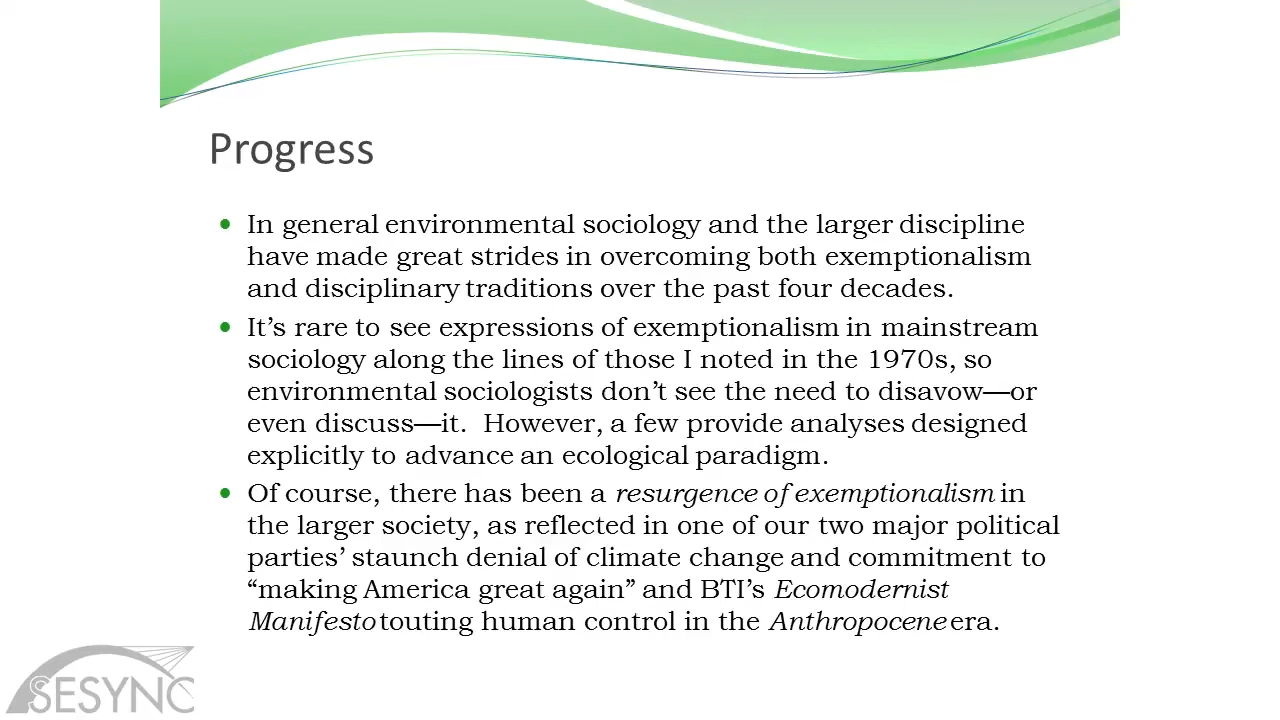 Progress
In general environmental sociology and the larger discipline
have made great strides in overcoming both exemptionalism
and disciplinary traditions over the past four decades.
It’s rare to see expressions of exemptionalism in mainstream
sociology along the lines of those I noted in the 1970s, so
environmental sociologists don’t see the need to disavow—or
even discuss—it.  However, a few provide analyses designed
explicitly to advance an ecological paradigm.
Of course, there has been a resurgence of exemptionalism in
the larger society, as reflected in one of our two major political
parties’ staunch denial of climate change and commitment to
“making America great again” and BTI’s Ecomodernist
Manifesto touting human control in the Anthropocene era.
SESYNC